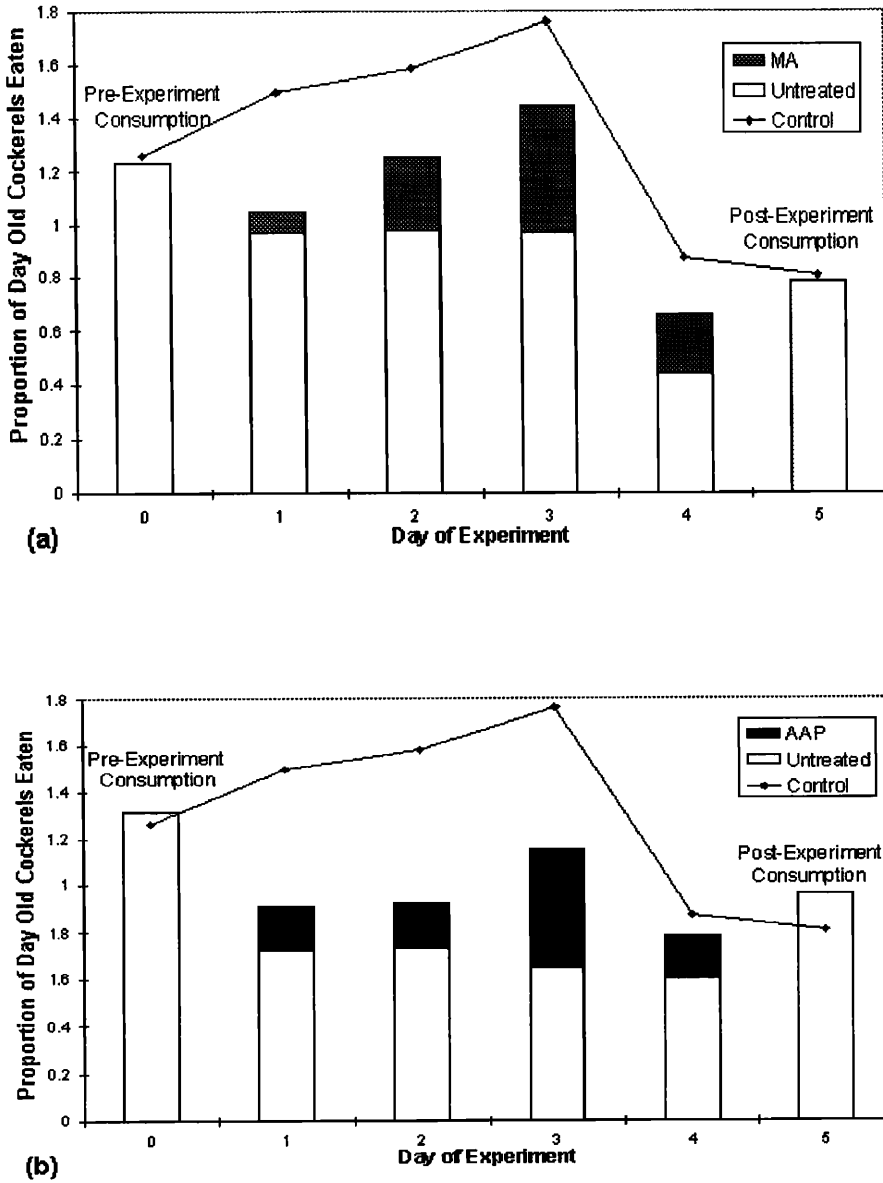 1.8
1.6
1.4
1.2
1
0.8
0.6
0.4
0.2
0
Proportion of Day Old Cockerels Eaten
Pre-Experiment
Consumption
MA
Untreated
Control
Post-Experiment
Consumption
0 1 2 3 4 5
Day of Experiment
(a)
1.8
1.6
1.4
1.2
1
1.8
1.6
0.4
0.2
0
Proportion of Day Old Cockerels Eaten
Pre-Experiment
Consumption
AAP
Untreated
Control
Post-Experiment
Consumption
0 1 2 3 4 5
Day of Experiment
(b)